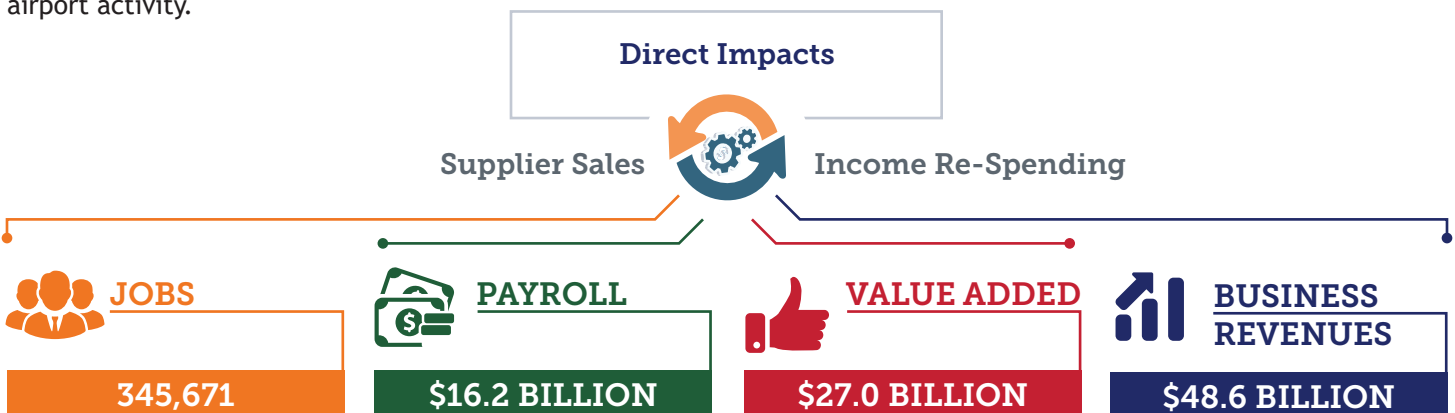 airport activity.
Direct Impacts
Supplier Sales
Income Re-Spending
JOBS
345,671
PAYROLL
$16.2 BILLION
VALUE ADDED
$27.0 BILLION
BUSINESS
REVENUES
$48.6 BILLION